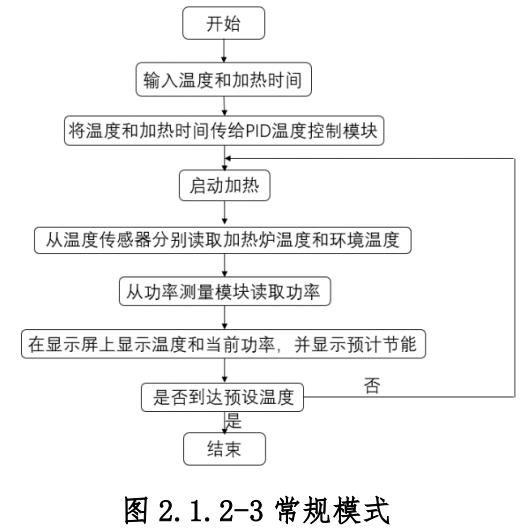 开始
输入温度和加热时间
将温度和加热时间传给PID温度控制模块
启动加热
从温度传感器分别读取加热炉温度和环境温度
从功率测量模块读取功率
在显示屏上显示温度和当前功率，并显示预计节能
是否到达预设温度
否
是
结束
图 2.1.2-3 常规模式